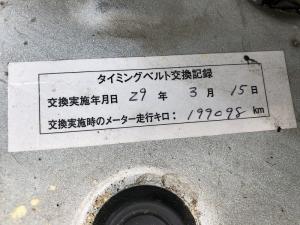 タイミングベルト交換記録
交換実施年月日 29 年 3 月 15 日
交換実施時のメーター走行キロ： 199098 km